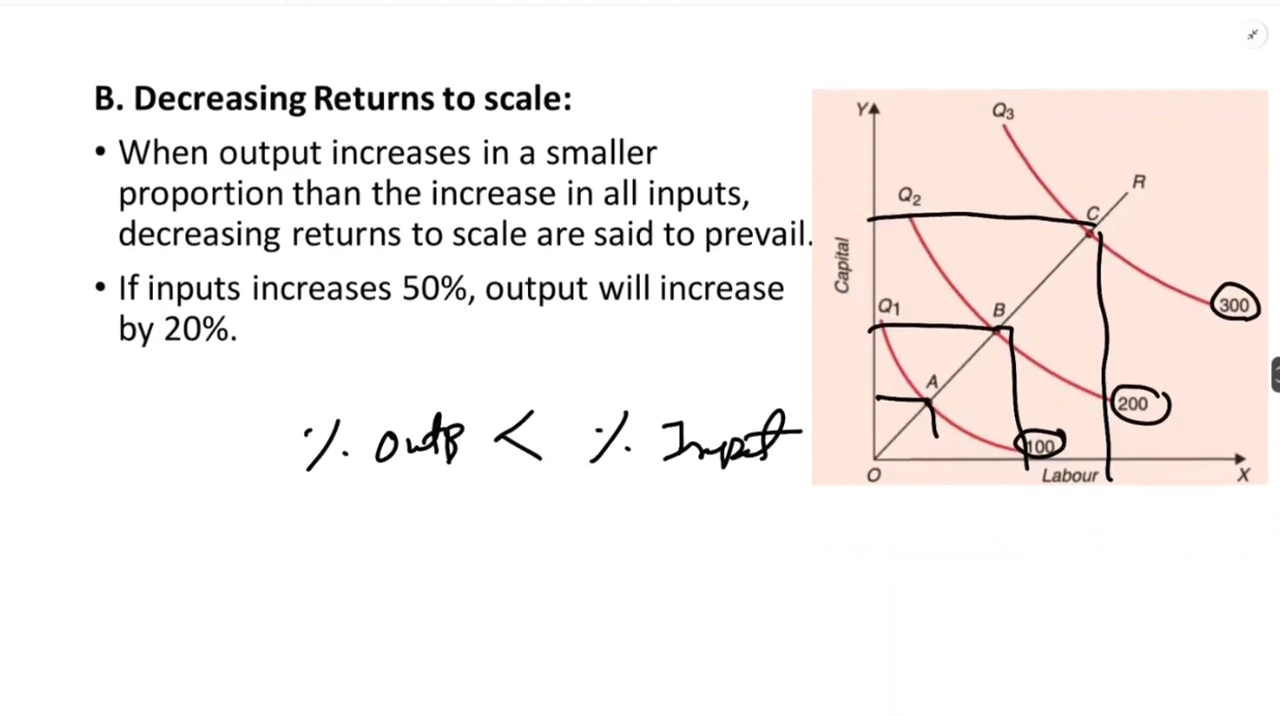 B. Decreasing Returns to scale:
• When output increases in a smaller
proportion than the increase in all inputs,
decreasing returns to scale are said to prevail.
• If inputs increases 50%, output will increase
by 20%.
% outp < % Input
Y
Q3
R
Q2
C
Capital
300
Q1
B
A
200
100
O
Labour
X